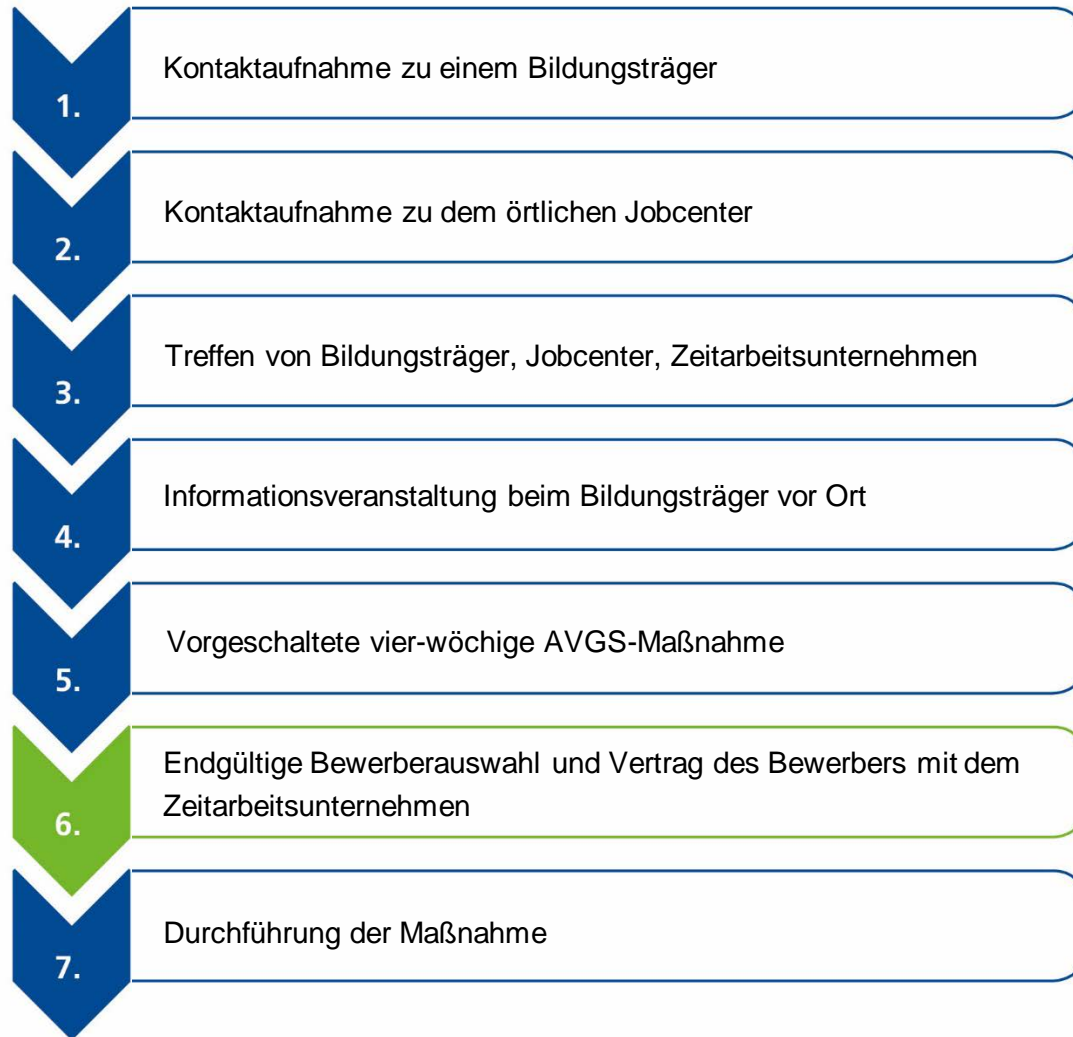 1.
Kontaktaufnahme zu einem Bildungsträger
2.
Kontaktaufnahme zu dem örtlichen Jobcenter
3.
Treffen von Bildungsträger, Jobcenter, Zeitarbeitsunternehmen
4.
Informationsveranstaltung beim Bildungsträger vor Ort
5.
Vorgeschaltete vier-wöchige AVGS-Maßnahme
6.
Endgültige Bewerberauswahl und Vertrag des Bewerbers mit dem
Zeitarbeitsunternehmen
7.
Durchführung der Maßnahme